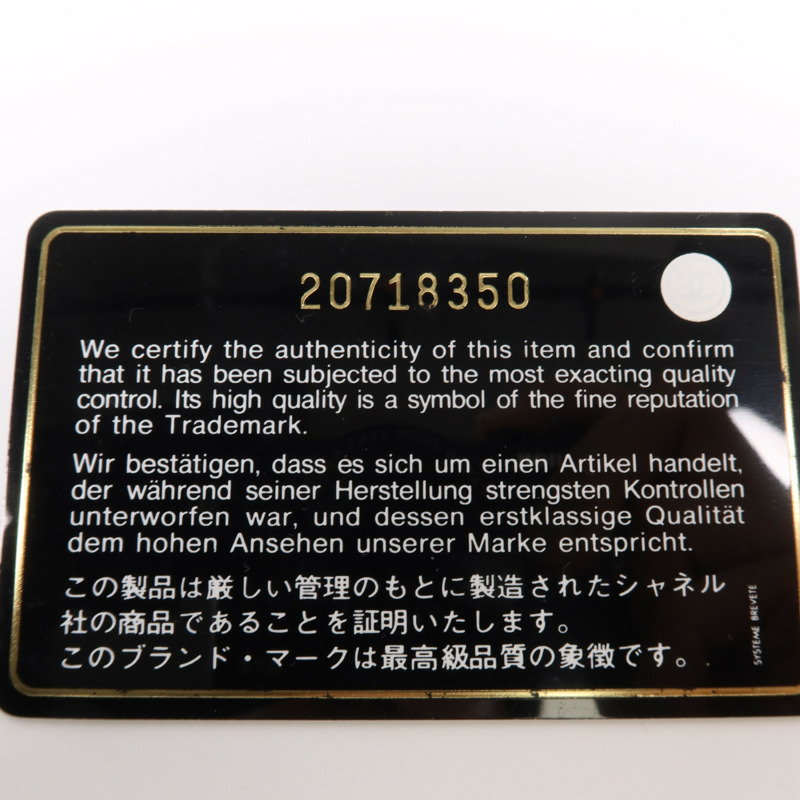 20718350
We certify the authenticity of this item and confirm
that it has been subjected to the most exacting quality
control. Its high quality is a symbol of the fine reputation
of the Trademark.
Wir bestätigen, dass es sich um einen Artikel handelt,
der während seiner Herstellung strengsten Kontrollen
unterworfen war, und dessen erstklassige Qualität
dem hohen Ansehen unserer Marke entspricht.
この製品は厳しい管理のもとに製造されたシャネル
社の商品であることを証明いたします。
このブランド・マークは最高級品質の象徴です。
SYSTEME BREVETE